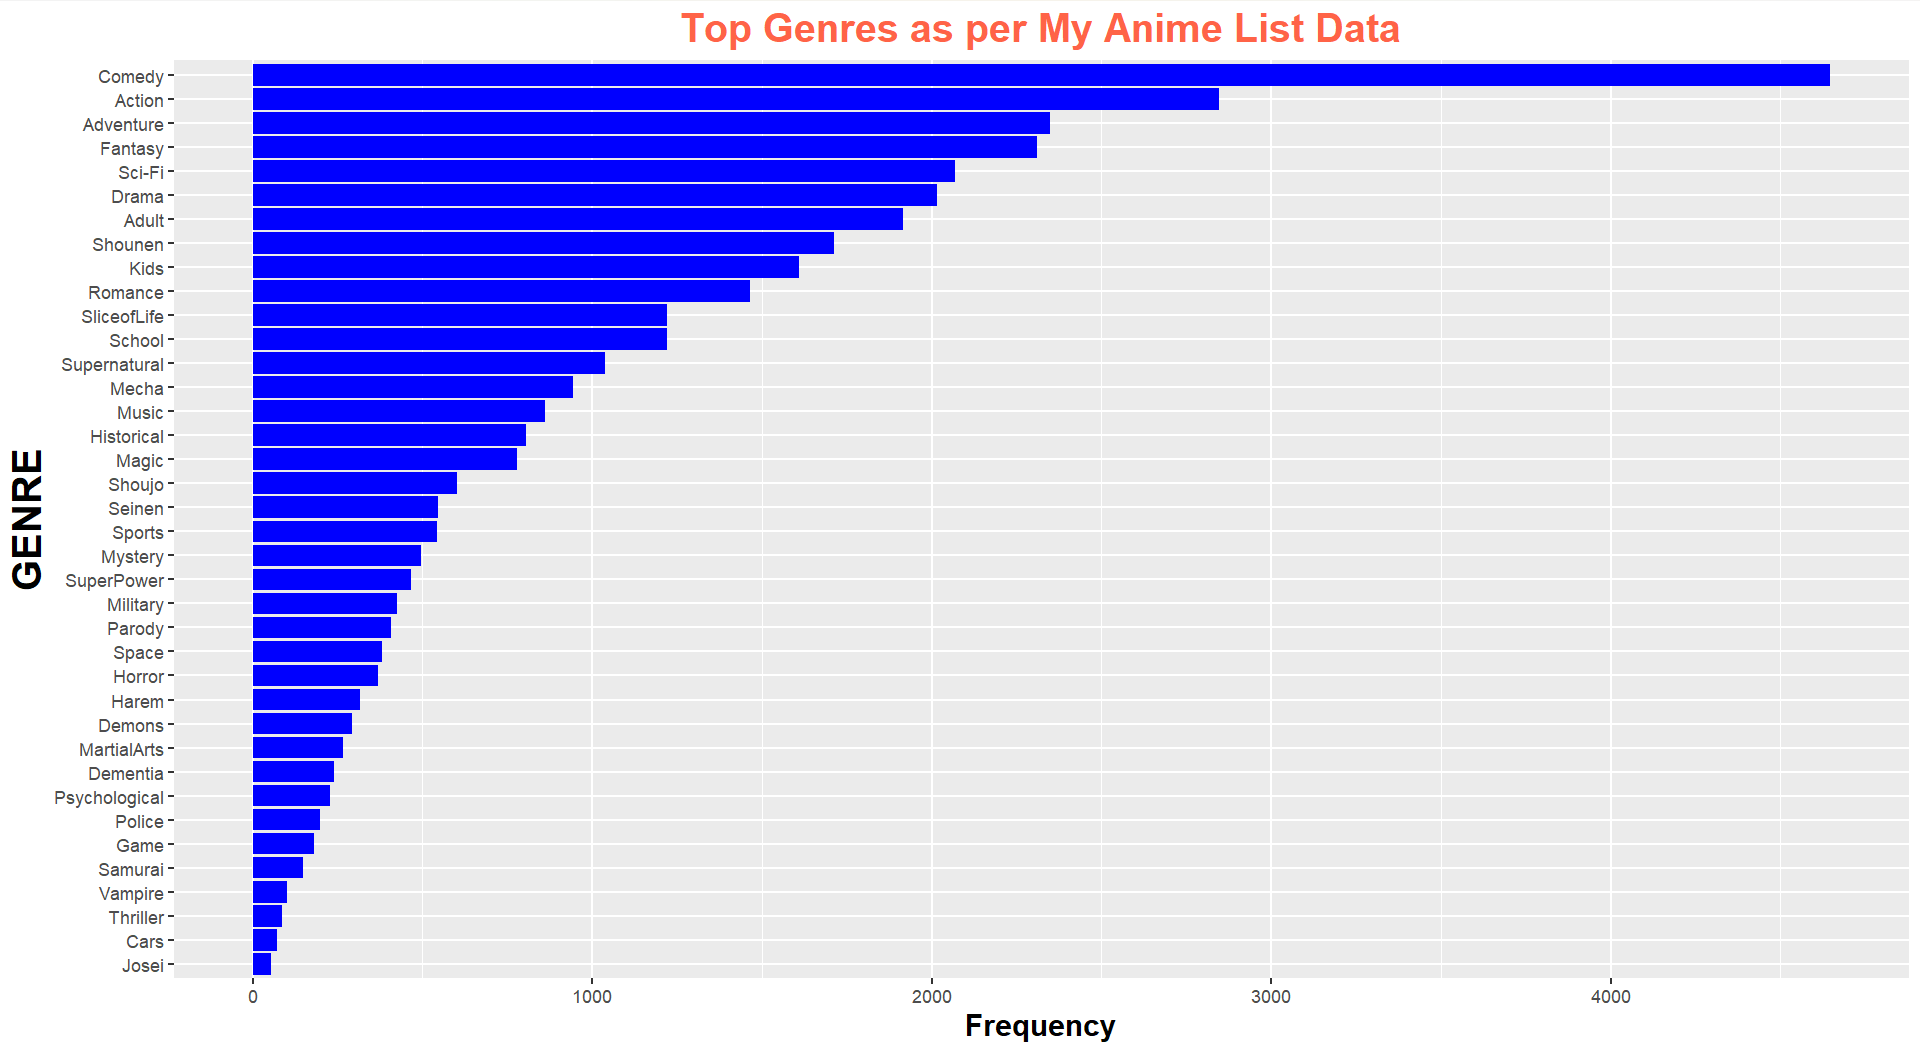 Top Genres as per My Anime List Data
GENRE
Comedy
Action
Adventure
Fantasy
Sci-Fi
Drama
Adult
Shounen
Kids
Romance
SliceofLife
School
Supernatural
Mecha
Music
Historical
Magic
Shoujo
Seinen
Sports
Mystery
SuperPower
Military
Parody
Space
Horror
Harem
Demons
MartialArts
Dementia
Psychological
Police
Game
Samurai
Vampire
Thriller
Cars
Josei
0 1000 2000 3000 4000
Frequency